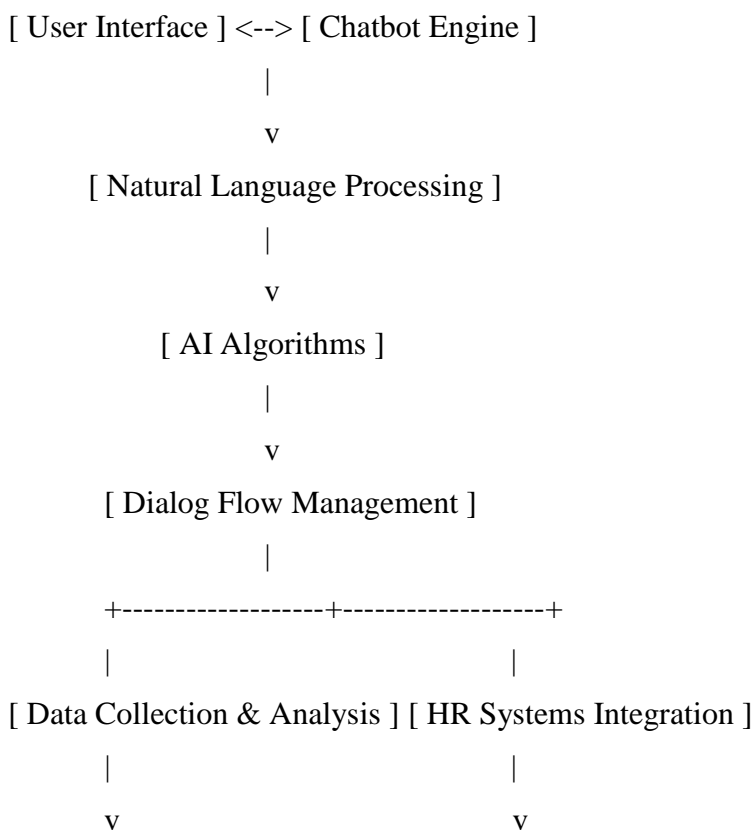 [ User Interface ] <--> [ Chatbot Engine ]
|
v
[ Natural Language Processing ]
|
v
[ AI Algorithms ]
|
v
[ Dialog Flow Management ]
|
+-------------------+-------------------+
| |
[ Data Collection & Analysis ] [ HR Systems Integration ]
| |
v v